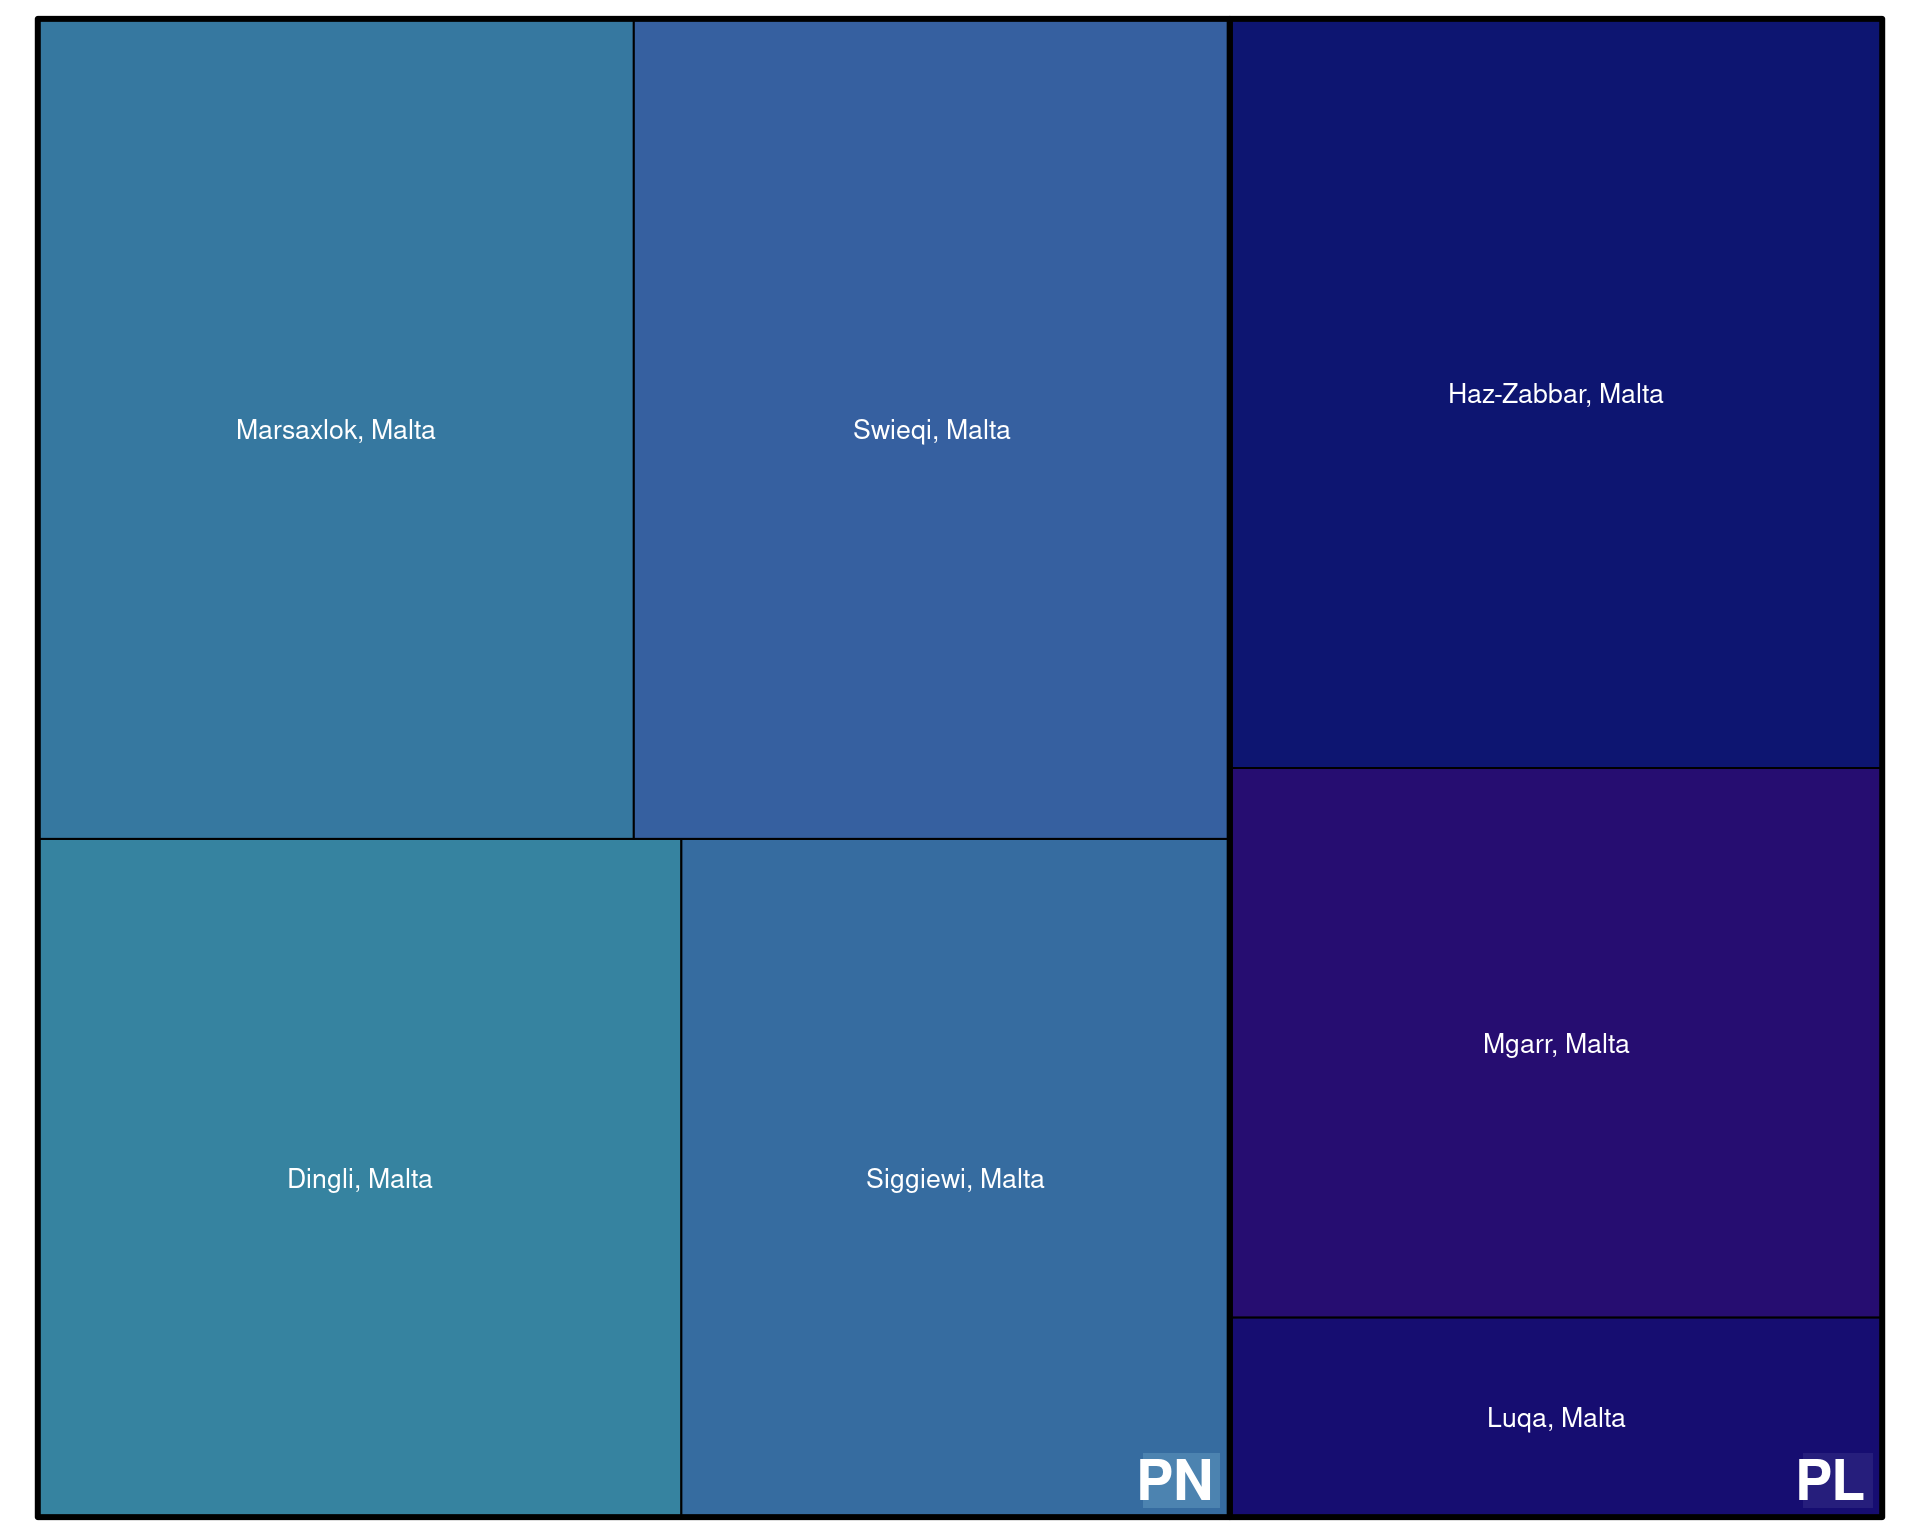 Marsaxlok, Malta
Swieqi, Malta
Haz-Zabbar, Malta
Mgarr, Malta
Dingli, Malta
Siggiewi, Malta
Luqa, Malta
PN
PL